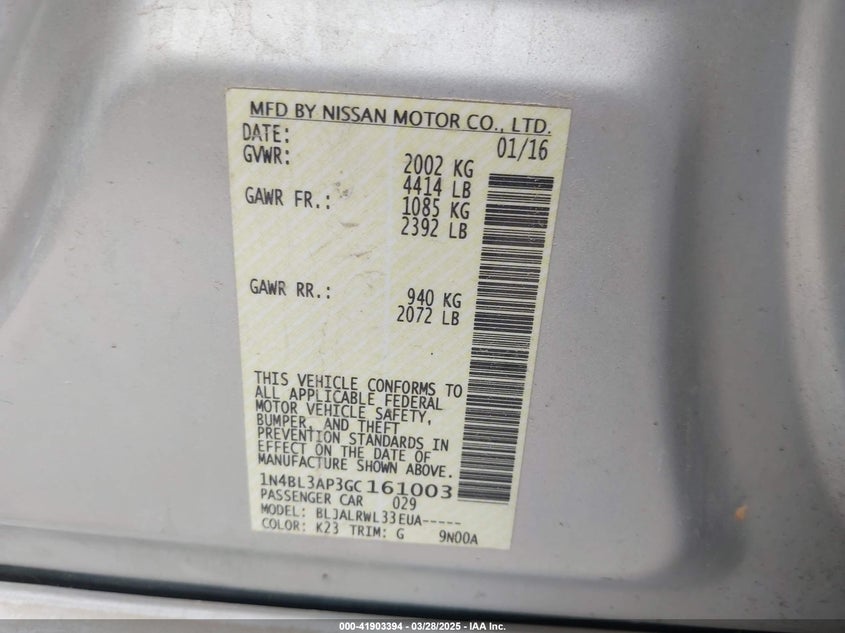 MFD BY NISSAN MOTOR CO., LTD.
DATE: 01/16
GVWR: 2002 KG
4414 LB
GAWR FR.: 1085 KG
2392 LB
GAWR RR.: 940 KG
2072 LB
THIS VEHICLE CONFORMS TO
ALL APPLICABLE FEDERAL
MOTOR VEHICLE SAFETY,
BUMPER, AND THEFT
PREVENTION STANDARDS IN
EFFECT ON THE DATE OF
MANUFACTURE SHOWN ABOVE.
1N4BL3AP3GC161003
PASSENGER CAR 029
MODEL: BLJALRWL33EUA-----
COLOR: K23 TRIM: G 9N00A
000-41903394 | 03/28/2025 - IAA Inc.